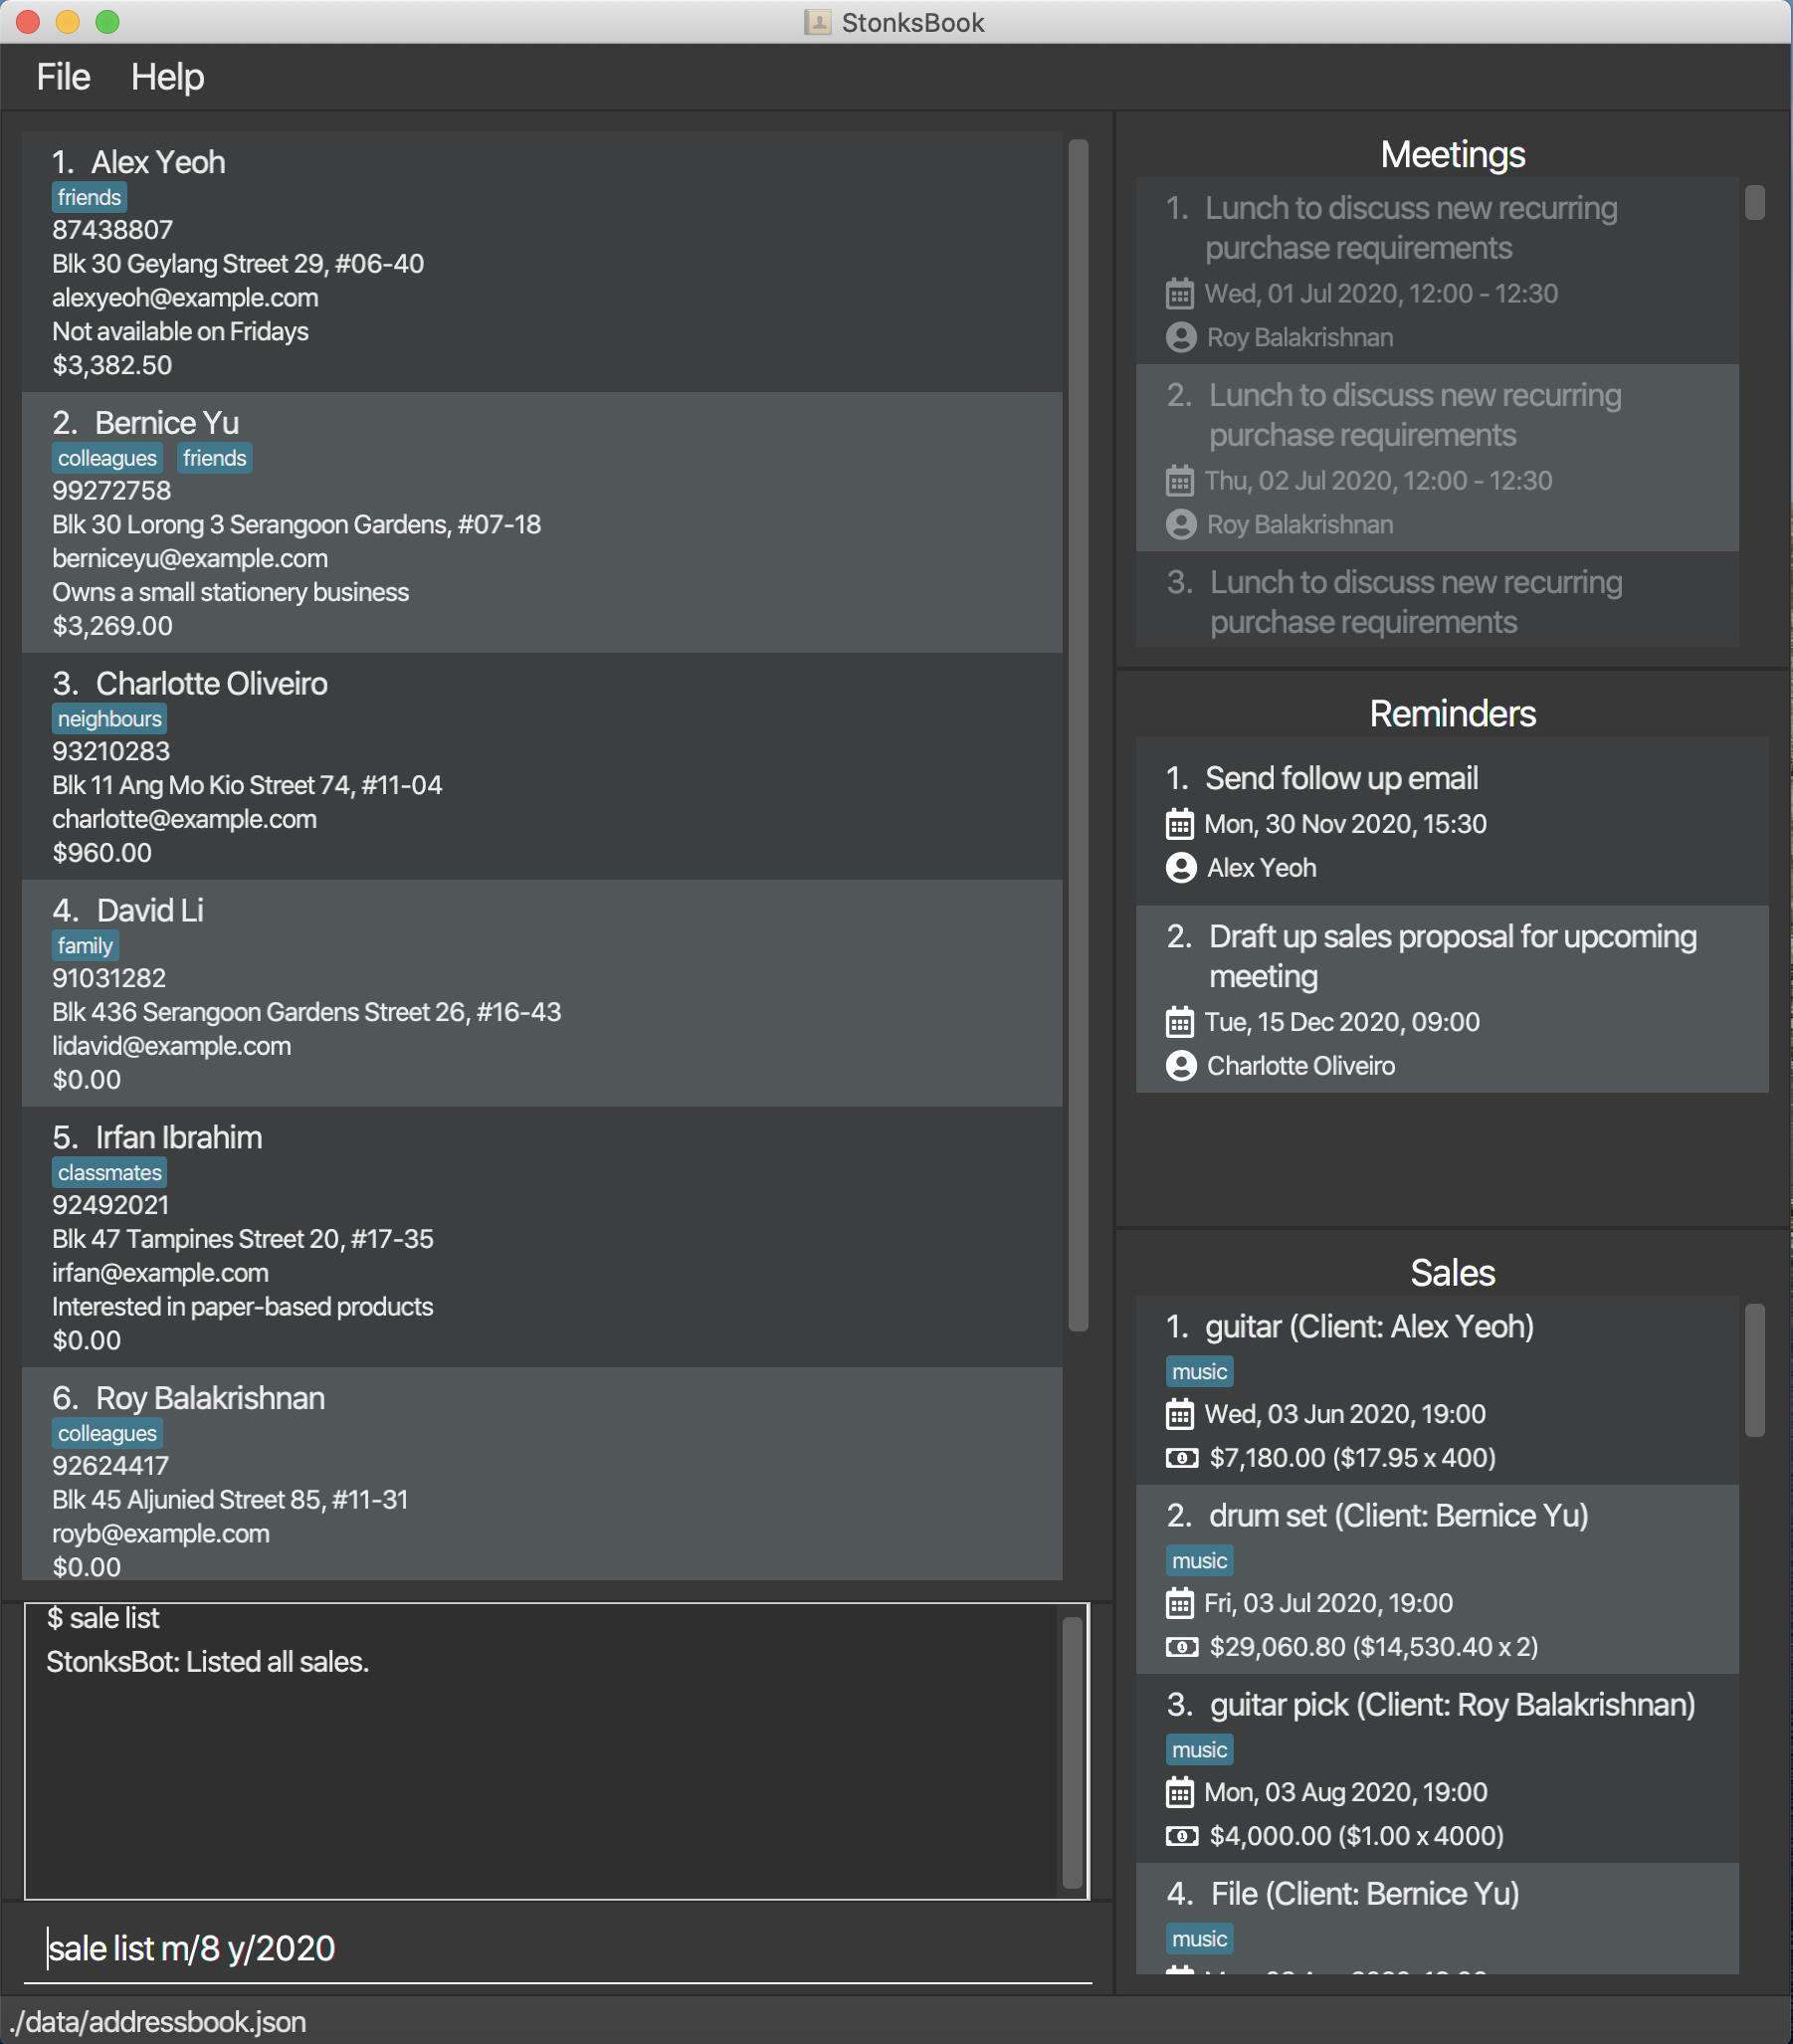 StonksBook
File Help
1. Alex Yeoh
friends
87438807
Blk 30 Geylang Street 29, #06-40
alexyeoh@example.com
Not available on Fridays
$3,382.50
2. Bernice Yu
colleagues friends
99272758
Blk 30 Lorong 3 Serangoon Gardens, #07-18
berniceyu@example.com
Owns a small stationery business
$3,269.00
3. Charlotte Oliveiro
neighbours
93210283
Blk 11 Ang Mo Kio Street 74, #11-04
charlotte@example.com
$960.00
4. David Li
family
91031282
Blk 436 Serangoon Gardens Street 26, #16-43
lidavid@example.com
$0.00
5. Irfan Ibrahim
classmates
92492021
Blk 47 Tampines Street 20, #17-35
irfan@example.com
Interested in paper-based products
$0.00
6. Roy Balakrishnan
colleagues
92624417
Blk 45 Aljunied Street 85, #11-31
royb@example.com
$0.00
$ sale list
StonksBot: Listed all sales.
sale list m/8 y/2020
./data/addressbook.json
Meetings
1. Lunch to discuss new recurring
purchase requirements
Wed, 01 Jul 2020, 12:00 - 12:30
Roy Balakrishnan
2. Lunch to discuss new recurring
purchase requirements
Thu, 02 Jul 2020, 12:00 - 12:30
Roy Balakrishnan
3. Lunch to discuss new recurring
purchase requirements
Reminders
1. Send follow up email
Mon, 30 Nov 2020, 15:30
Alex Yeoh
2. Draft up sales proposal for upcoming
meeting
Tue, 15 Dec 2020, 09:00
Charlotte Oliveiro
Sales
1. guitar (Client: Alex Yeoh)
music
Wed, 03 Jun 2020, 19:00
$7,180.00 ($17.95 x 400)
2. drum set (Client: Bernice Yu)
music
Fri, 03 Jul 2020, 19:00
$29,060.80 ($14,530.40 x 2)
3. guitar pick (Client: Roy Balakrishnan)
music
Mon, 03 Aug 2020, 19:00
$4,000.00 ($1.00 x 4000)
4. File (Client: Bernice Yu)
music